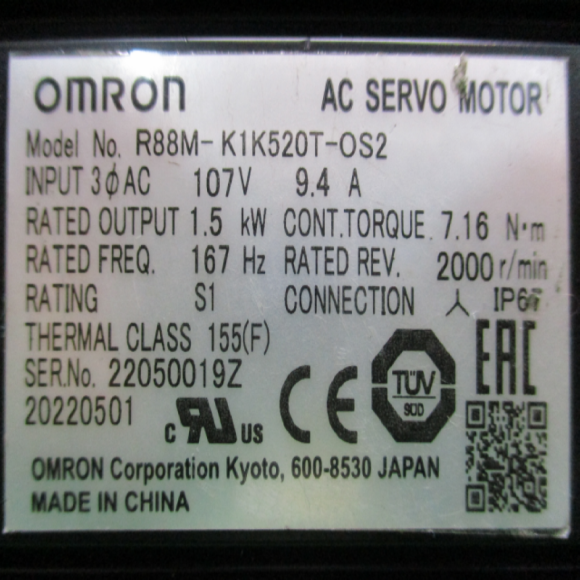 OMRON AC SERVO MOTOR
Model No. R88M-K1K520T-OS2
INPUT 3ϕAC 107V 9.4 A
RATED OUTPUT 1.5 kW CONT.TORQUE 7.16 N·m
RATED FREQ. 167 Hz RATED REV. 2000 r/min
RATING S1 CONNECTION IP67
THERMAL CLASS 155(F)
SER.No. 22050019Z
20220501
c RU US CE TÜV SÜD EAC
OMRON Corporation Kyoto, 600-8530 JAPAN
MADE IN CHINA